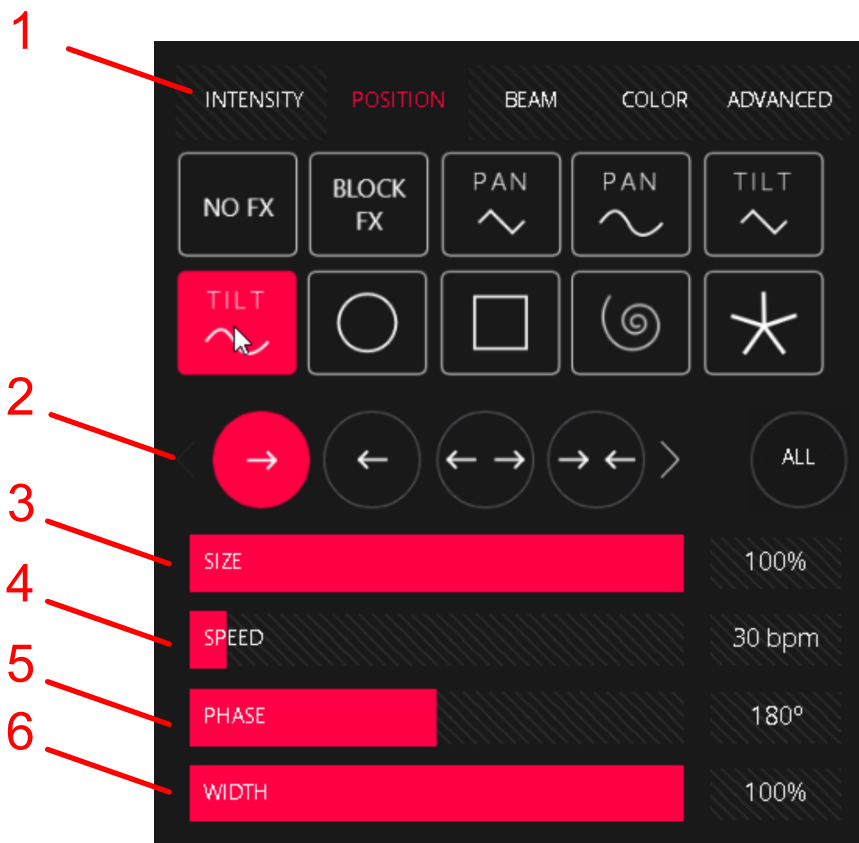 1
INTENSITY POSITION BEAM COLOR ADVANCED
NO FX
BLOCK
FX
PAN
PAN
TILT
TILT
2
ALL
3
SIZE 100%
4
SPEED 30 bpm
5
PHASE 180º
6
WIDTH 100%